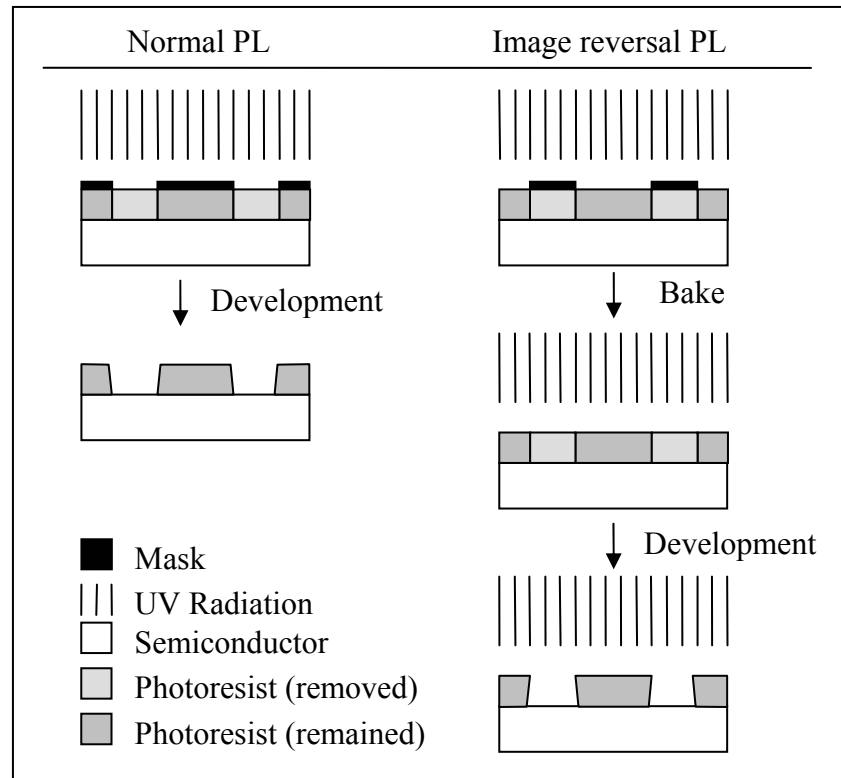 Normal PL
Image reversal PL
Development
Bake
Development
Mask
UV Radiation
Semiconductor
Photoresist (removed)
Photoresist (remained)